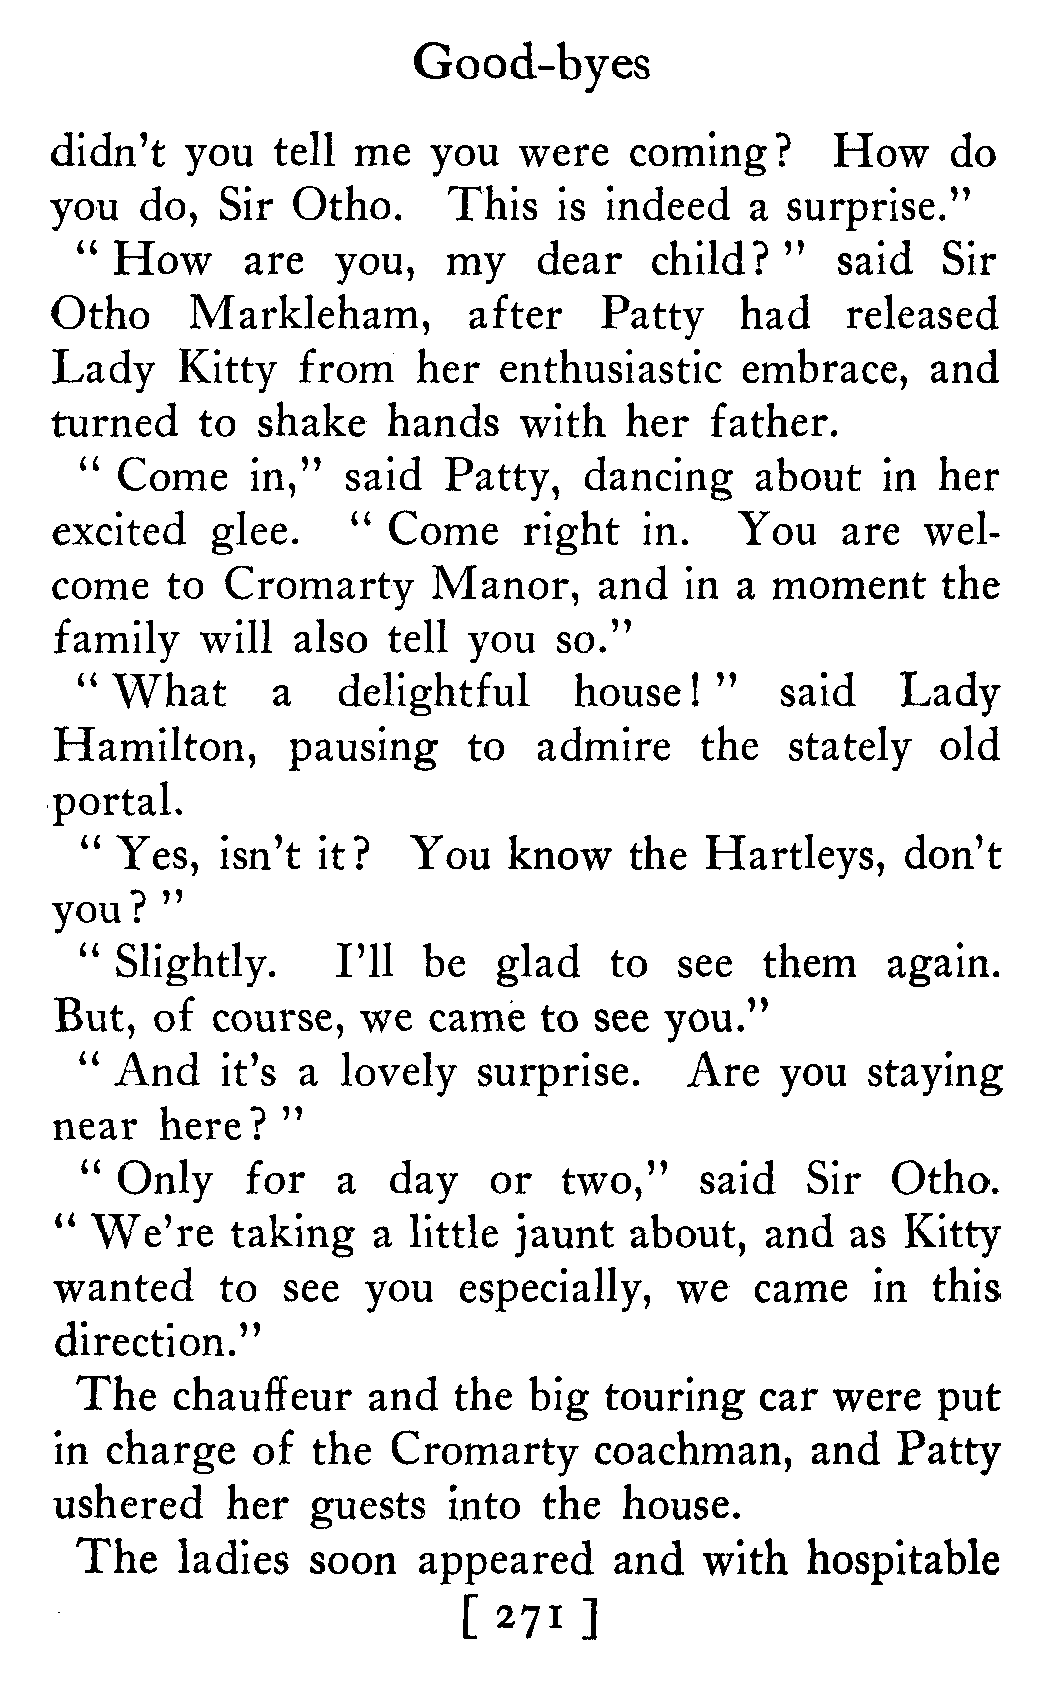 Good-byes
didn't you tell me you were coming? How do
you do, Sir Otho. This is indeed a surprise."
" How are you, my dear child? " said Sir
Otho Markleham, after Patty had released
Lady Kitty from her enthusiastic embrace, and
turned to shake hands with her father.
" Come in," said Patty, dancing about in her
excited glee. " Come right in. You are wel-
come to Cromarty Manor, and in a moment the
family will also tell you so."
" What a delightful house! " said Lady
Hamilton, pausing to admire the stately old
portal.
" Yes, isn't it? You know the Hartleys, don't
you? "
" Slightly. I'll be glad to see them again.
But, of course, we came to see you."
" And it's a lovely surprise. Are you staying
near here? "
" Only for a day or two," said Sir Otho.
" We're taking a little jaunt about, and as Kitty
wanted to see you especially, we came in this
direction."
The chauffeur and the big touring car were put
in charge of the Cromarty coachman, and Patty
ushered her guests into the house.
The ladies soon appeared and with hospitable
[ 271 ]